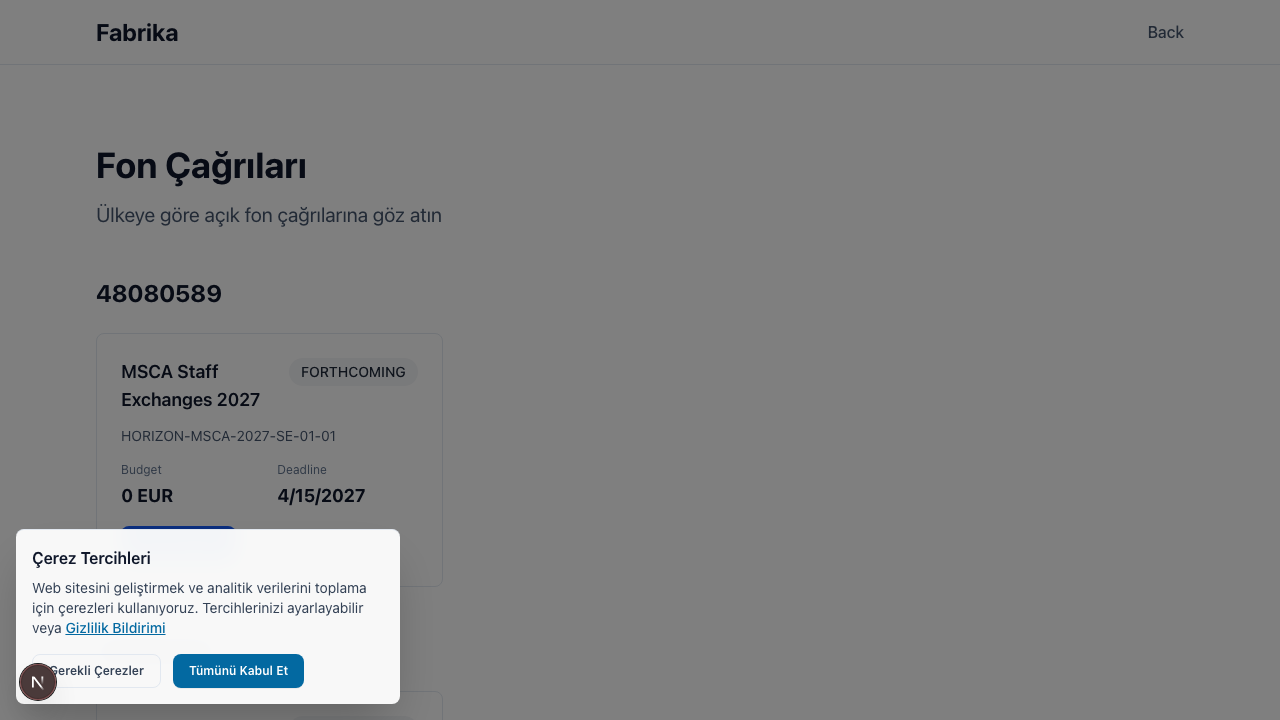 Fabrika
Back
Fon Çağrıları
Ülkeye göre açık fon çağrılarına göz atın
48080589
MSCA Staff
Exchanges 2027
FORTHCOMING
HORIZON-MSCA-2027-SE-01-01
Budget
Deadline
0 EUR
4/15/2027
Çerez Tercihleri
Web sitesini geliştirmek ve analitik verilerini toplama
için çerezleri kullanıyoruz. Tercihlerinizi ayarlayabilir
veya Gizlilik Bildirimi
Gerekli Çerezler
Tümünü Kabul Et
N